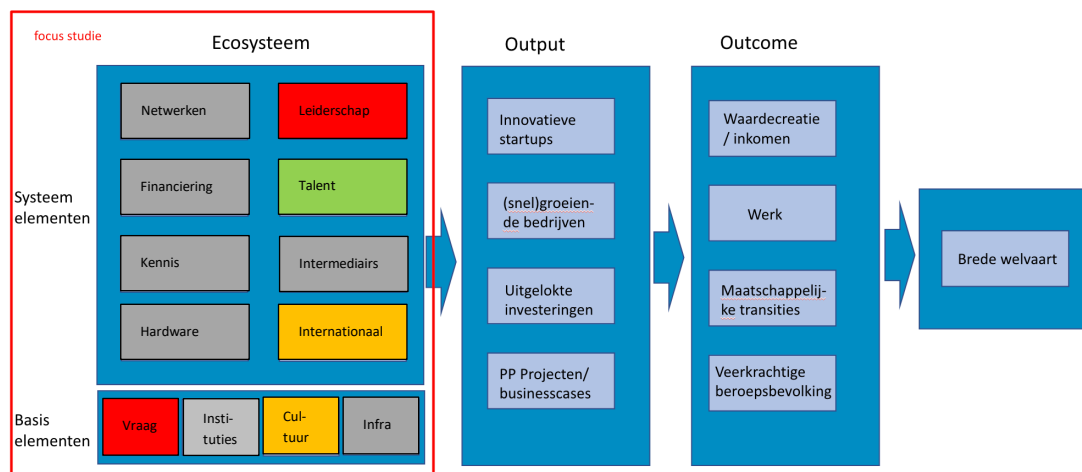 focus studie
Ecosysteem
Output
Outcome
Systeem
elementen
Netwerken
Leiderschap
Financiering
Talent
Kennis
Intermediairs
Hardware
Internationaal
Basis
elementen
Vraag
Insti-
tuties
Cul-
tuur
Infra
Innovatieve
startups
(snel)groeien-
de bedrijven
Uitgelokte
investeringen
PP Projecten/
businesscases
Waardecreatie
/ inkomen
Werk
Maatschappelij-
ke transities
Veerkrachtige
beroepsbevolking
Brede welvaart